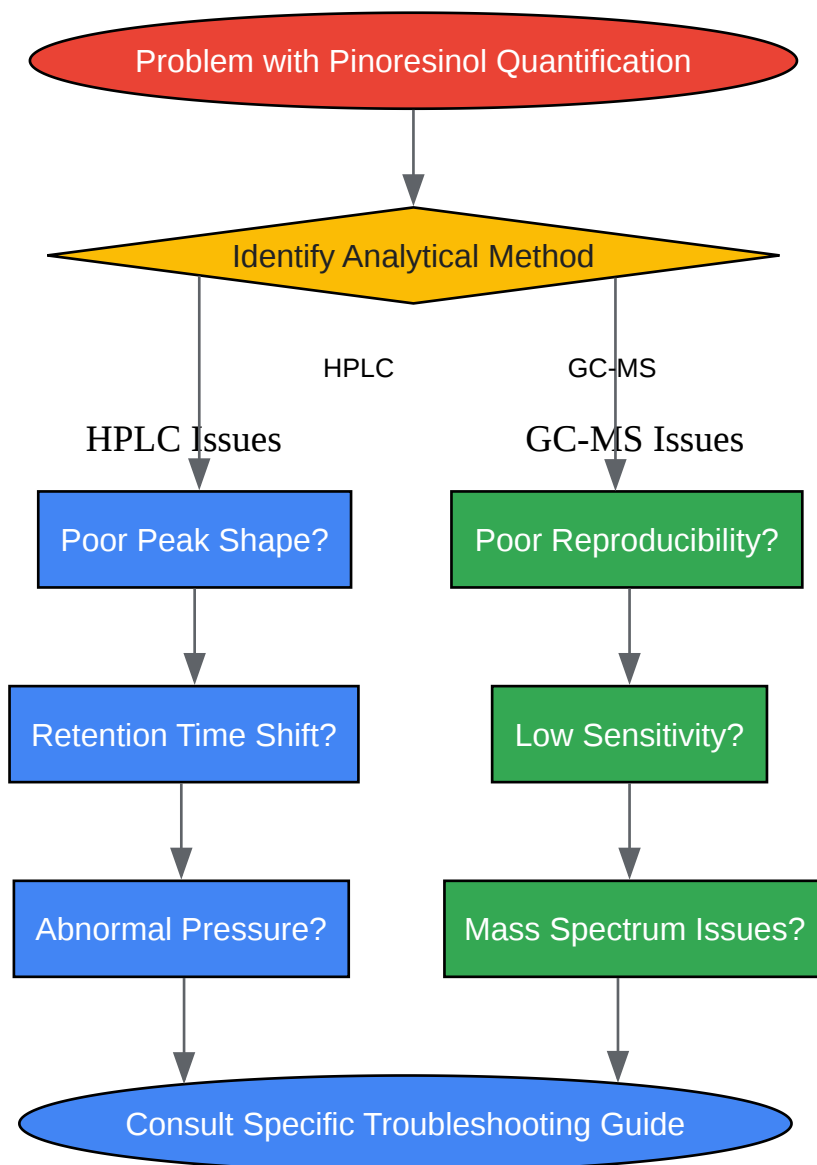 Problem with Pinoresinol Quantification
Identify Analytical Method
HPLC
GC-MS
HPLC Issues
GC-MS Issues
Poor Peak Shape?
Poor Reproducibility?
Retention Time Shift?
Low Sensitivity?
Abnormal Pressure?
Mass Spectrum Issues?
Consult Specific Troubleshooting Guide